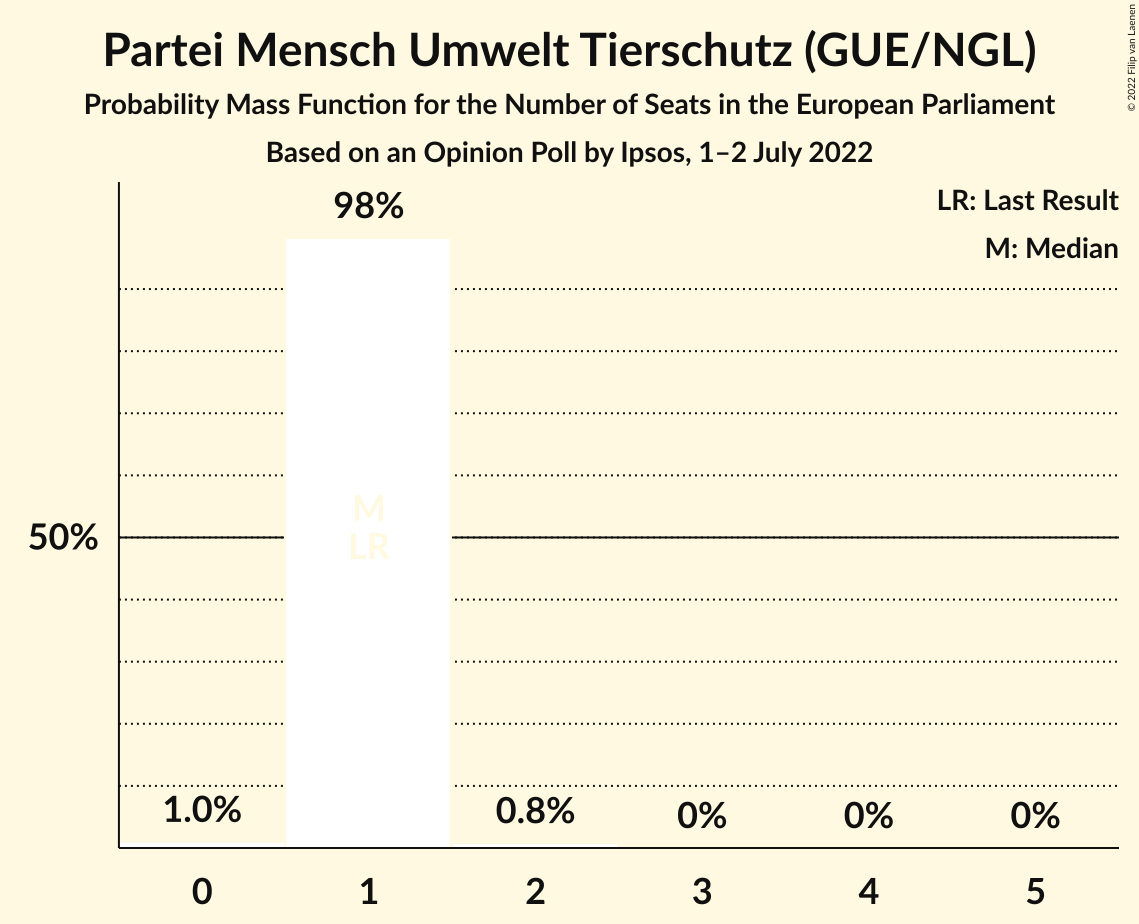 Partei Mensch Umwelt Tierschutz (GUE/NGL)
Probability Mass Function for the Number of Seats in the European Parliament
Based on an Opinion Poll by Ipsos, 1–2 July 2022
© 2022 Filip van Laenen
LR: Last Result
M: Median
98%
M
LR
50%
1.0%
0.8%
0%
0%
0%
0
1
2
3
4
5